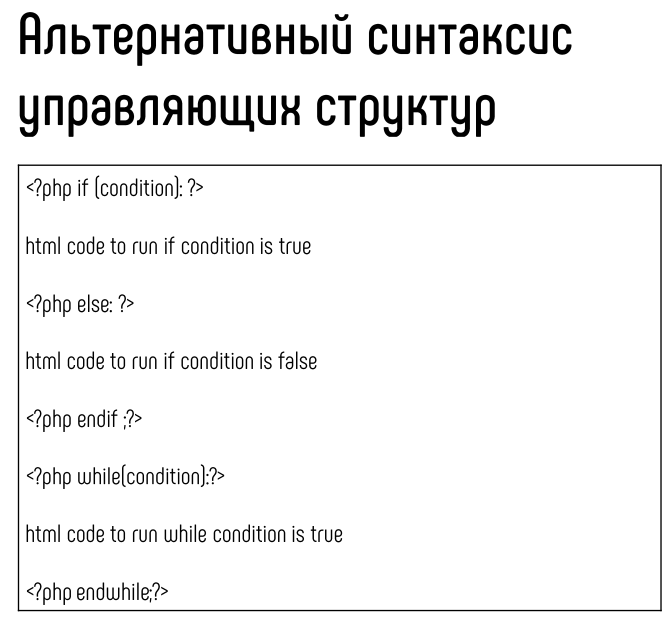 Альтернативный синтаксис
управляющих структур
<?php if (condition): ?>
html code to run if condition is true
<?php else: ?>
html code to run if condition is false
<?php endif ;?>
<?php while(condition):?>
html code to run while condition is true
<?php endwhile;?>